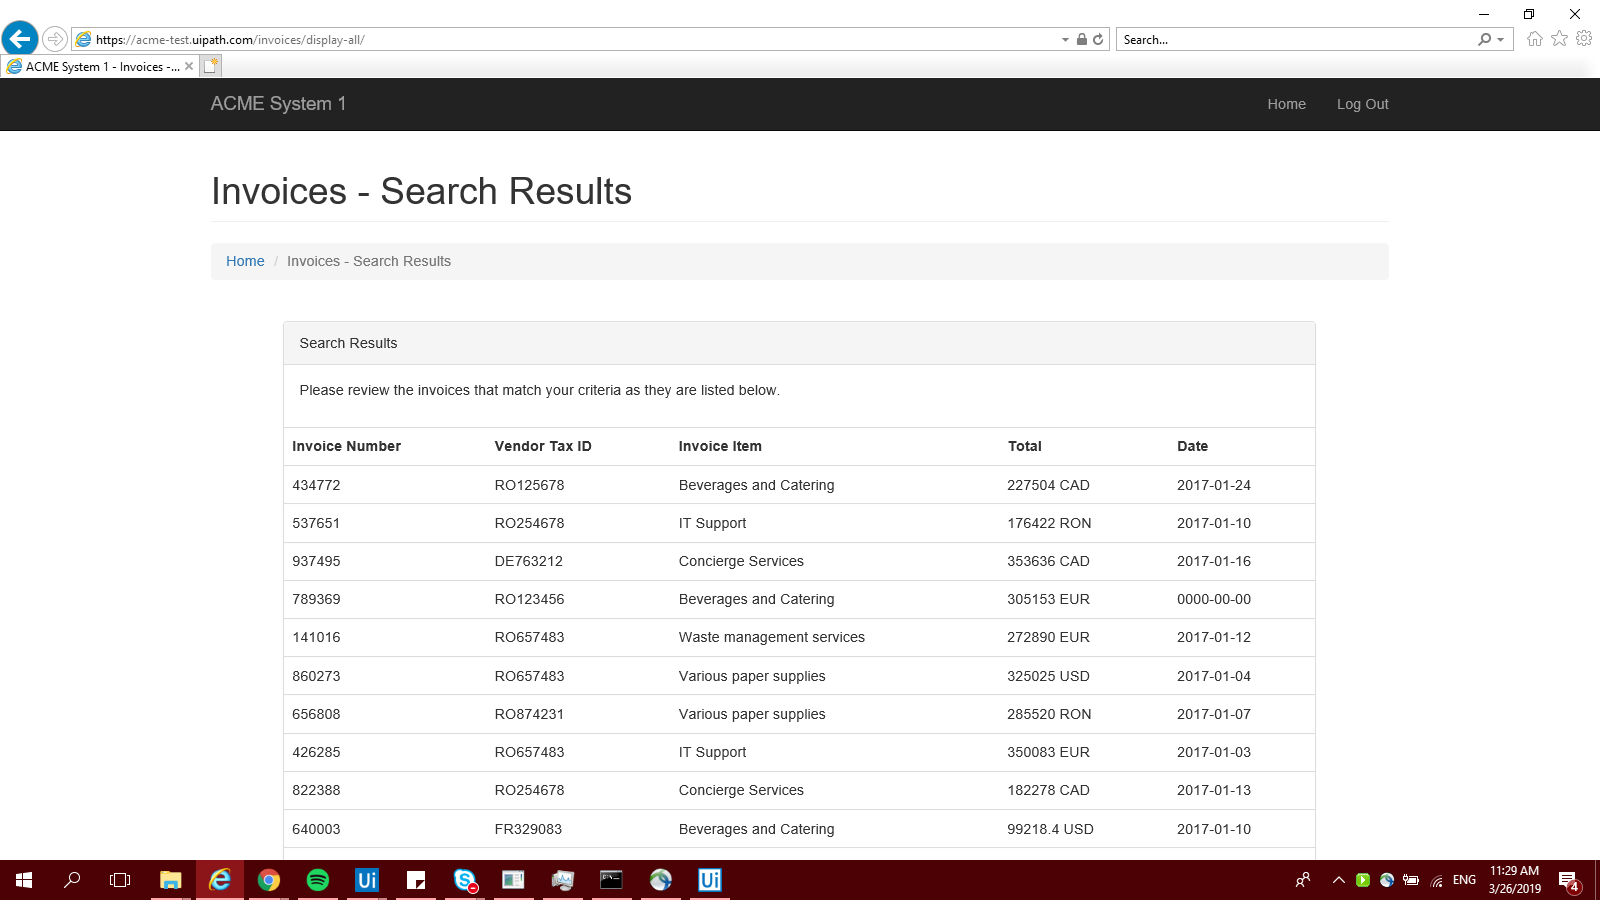 https://acme-test.uipath.com/invoices/display-all/
Search...
ACME System 1 - Invoices -...
ACME System 1
Home
Log Out
Invoices - Search Results
Home / Invoices - Search Results
Search Results
Please review the invoices that match your criteria as they are listed below.
Invoice Number Vendor Tax ID Invoice Item Total Date
434772 RO125678 Beverages and Catering 227504 CAD 2017-01-24
537651 RO254678 IT Support 176422 RON 2017-01-10
937495 DE763212 Concierge Services 353636 CAD 2017-01-16
789369 RO123456 Beverages and Catering 305153 EUR 0000-00-00
141016 RO657483 Waste management services 272890 EUR 2017-01-12
860273 RO657483 Various paper supplies 325025 USD 2017-01-04
656808 RO874231 Various paper supplies 285520 RON 2017-01-07
426285 RO657483 IT Support 350083 EUR 2017-01-03
822388 RO254678 Concierge Services 182278 CAD 2017-01-13
640003 FR329083 Beverages and Catering 99218.4 USD 2017-01-10
Ui
Ui
ENG
11:29 AM
3/26/2019
4